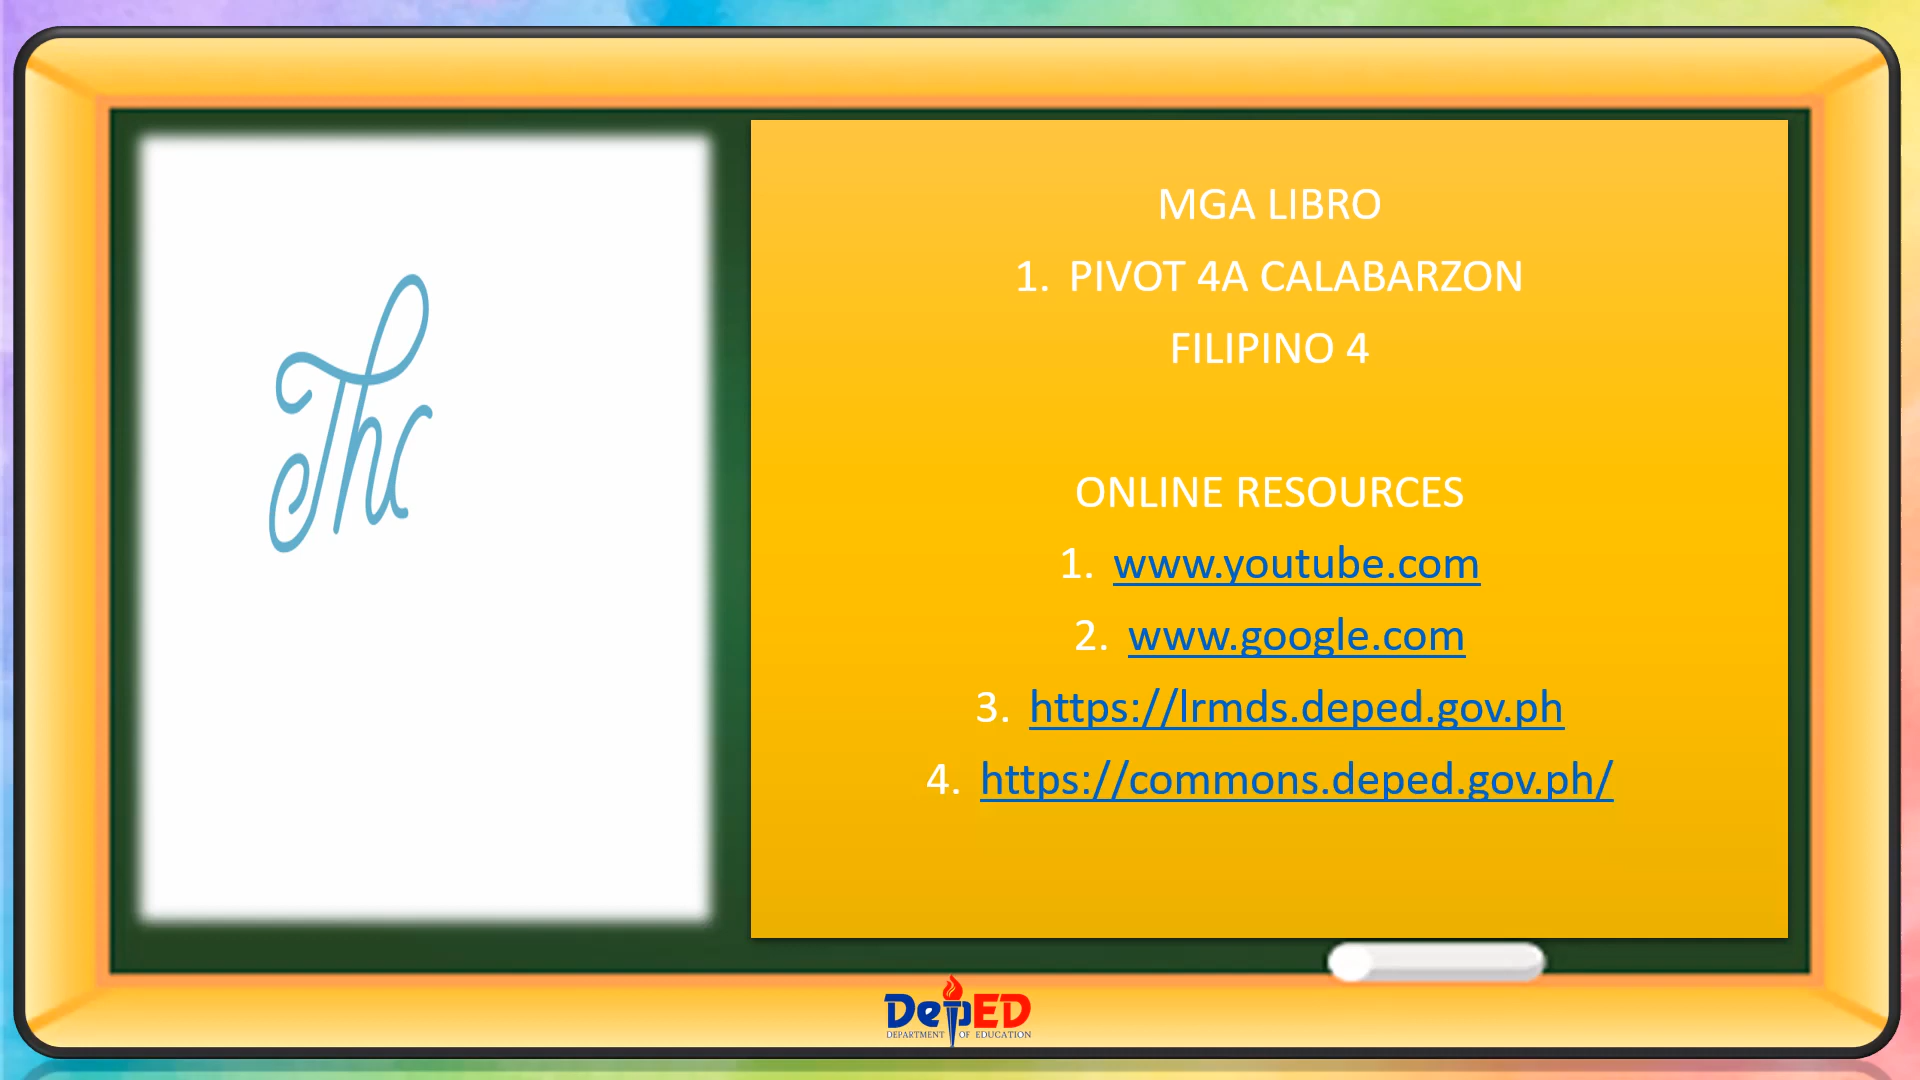 MGA LIBRO
1. PIVOT 4A CALABARZON
FILIPINO 4
ONLINE RESOURCES
1. www.youtube.com
2. www.google.com
3. https://lrmds.deped.gov.ph
4. https://commons.deped.gov.ph/
DepED
DEPARTMENT OF EDUCATION